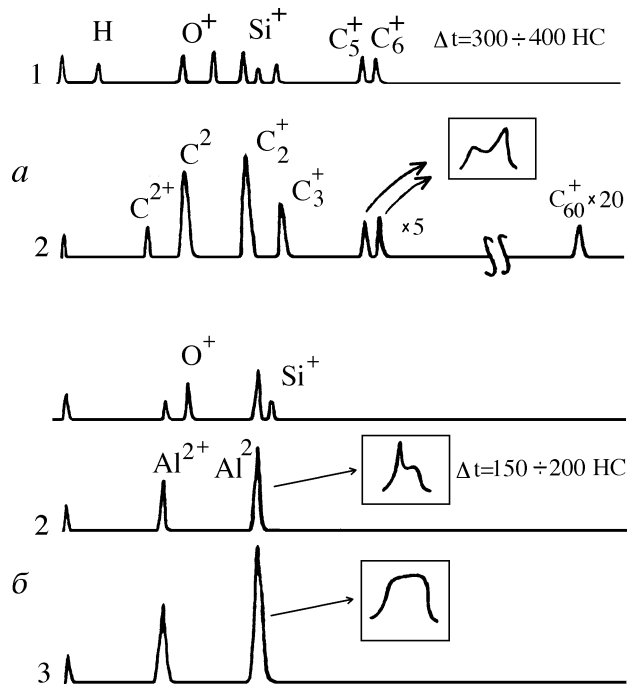 H O⁺ Si⁺ C₅⁺ C₆⁺ Δt=300÷400 НС
1
а
C²⁺ C² C₂⁺ C₃⁺ ×5 C₆₀⁺ ×20
2
O⁺ Si⁺
Al²⁺ Al² Δt=150÷200 НС
2
б
3